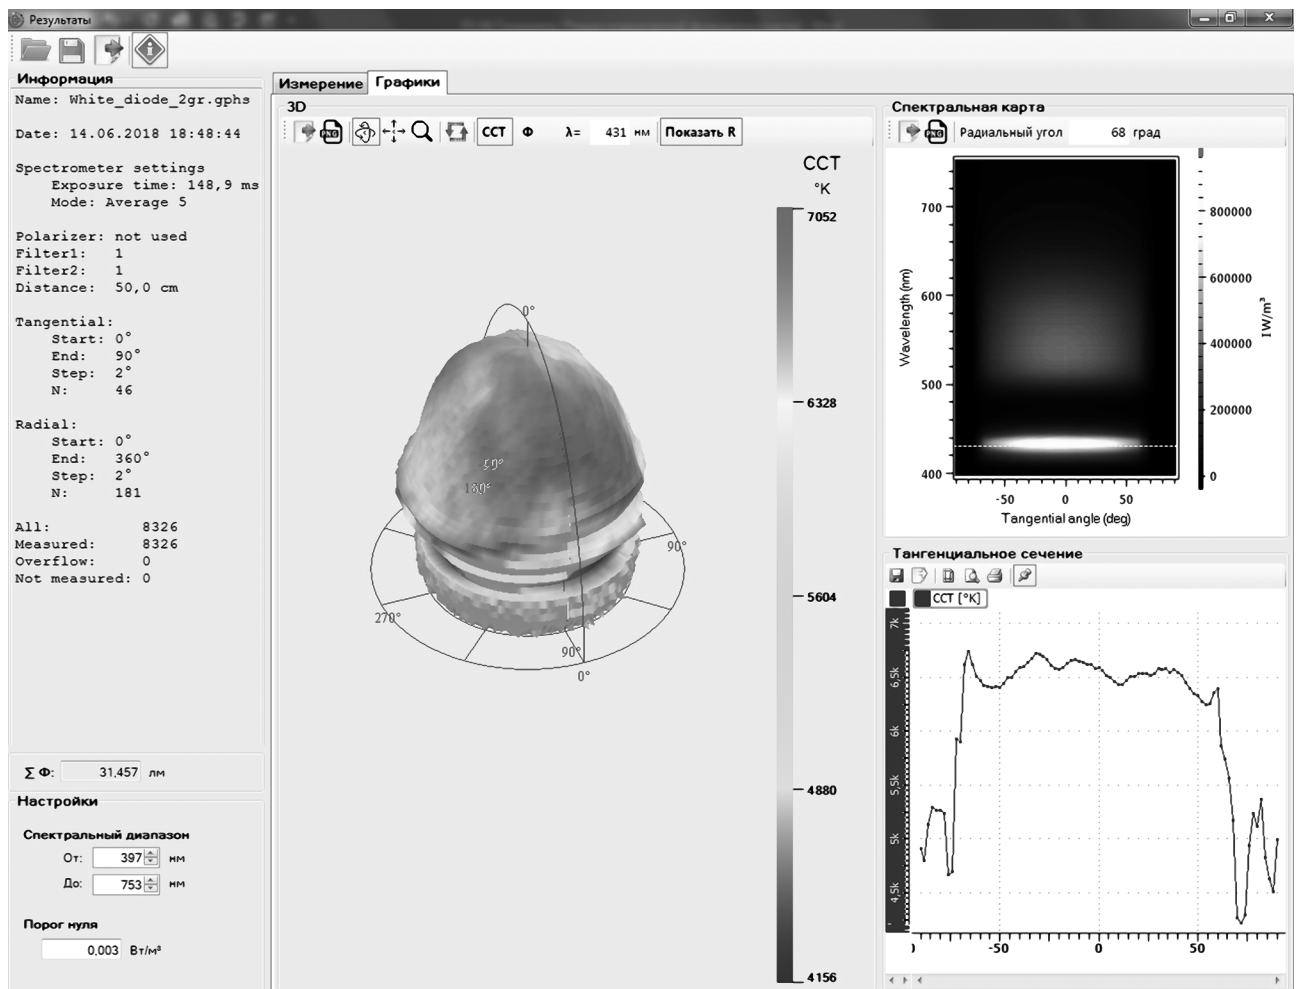 Результаты
Информация
Name: White_diode_2gr.gphs
Date: 14.06.2018 18:48:44
Spectrometer settings
Exposure time: 148,9 ms
Mode: Average 5
Polarizer: not used
Filter1: 1
Filter2: 1
Distance: 50,0 cm
Tangential:
Start: 0°
End: 90°
Step: 2°
N: 46
Radial:
Start: 0°
End: 360°
Step: 2°
N: 181
All: 8326
Measured: 8326
Overflow: 0
Not measured: 0
∑ Ф: 31,457 лм
Настройки
Спектральный диапазон
От: 397 нм
До: 753 нм
Порог нуля
0,003 Вт/м³
Измерение Графики
3D
PNG CCT Ф λ= 431 нм Показать R
CCT
°K
7052
6328
5604
4880
4156
0°
180°
90°
270°
90°
0°
Спектральная карта
PNG Радиальный угол 68 град
Wavelength (nm)
700
600
500
400
-50 0 50
Tangential angle (deg)
800000
600000
400000
200000
0
IW/m³
Тангенциальное сечение
CCT [°K]
7k
6,5k
6k
5,5k
5k
4,5k
-50 0 50